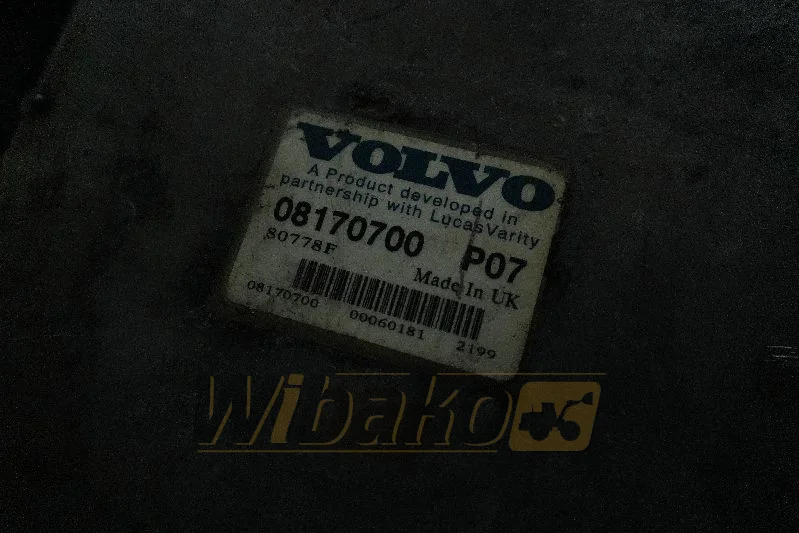 VOLVO
A Product developed in
partnership with LucasVarity
08170700 P07
80778F
Made In UK
08170700 00060181 2199
Wibako